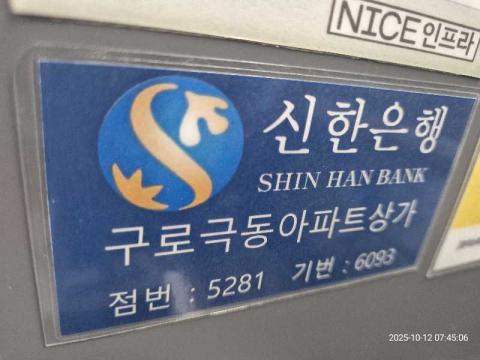 NICE인프라
신한은행
SHIN HAN BANK
구로극동아파트상가
점번 : 5281 기번 : 6093
2025-10-12 07:45:06